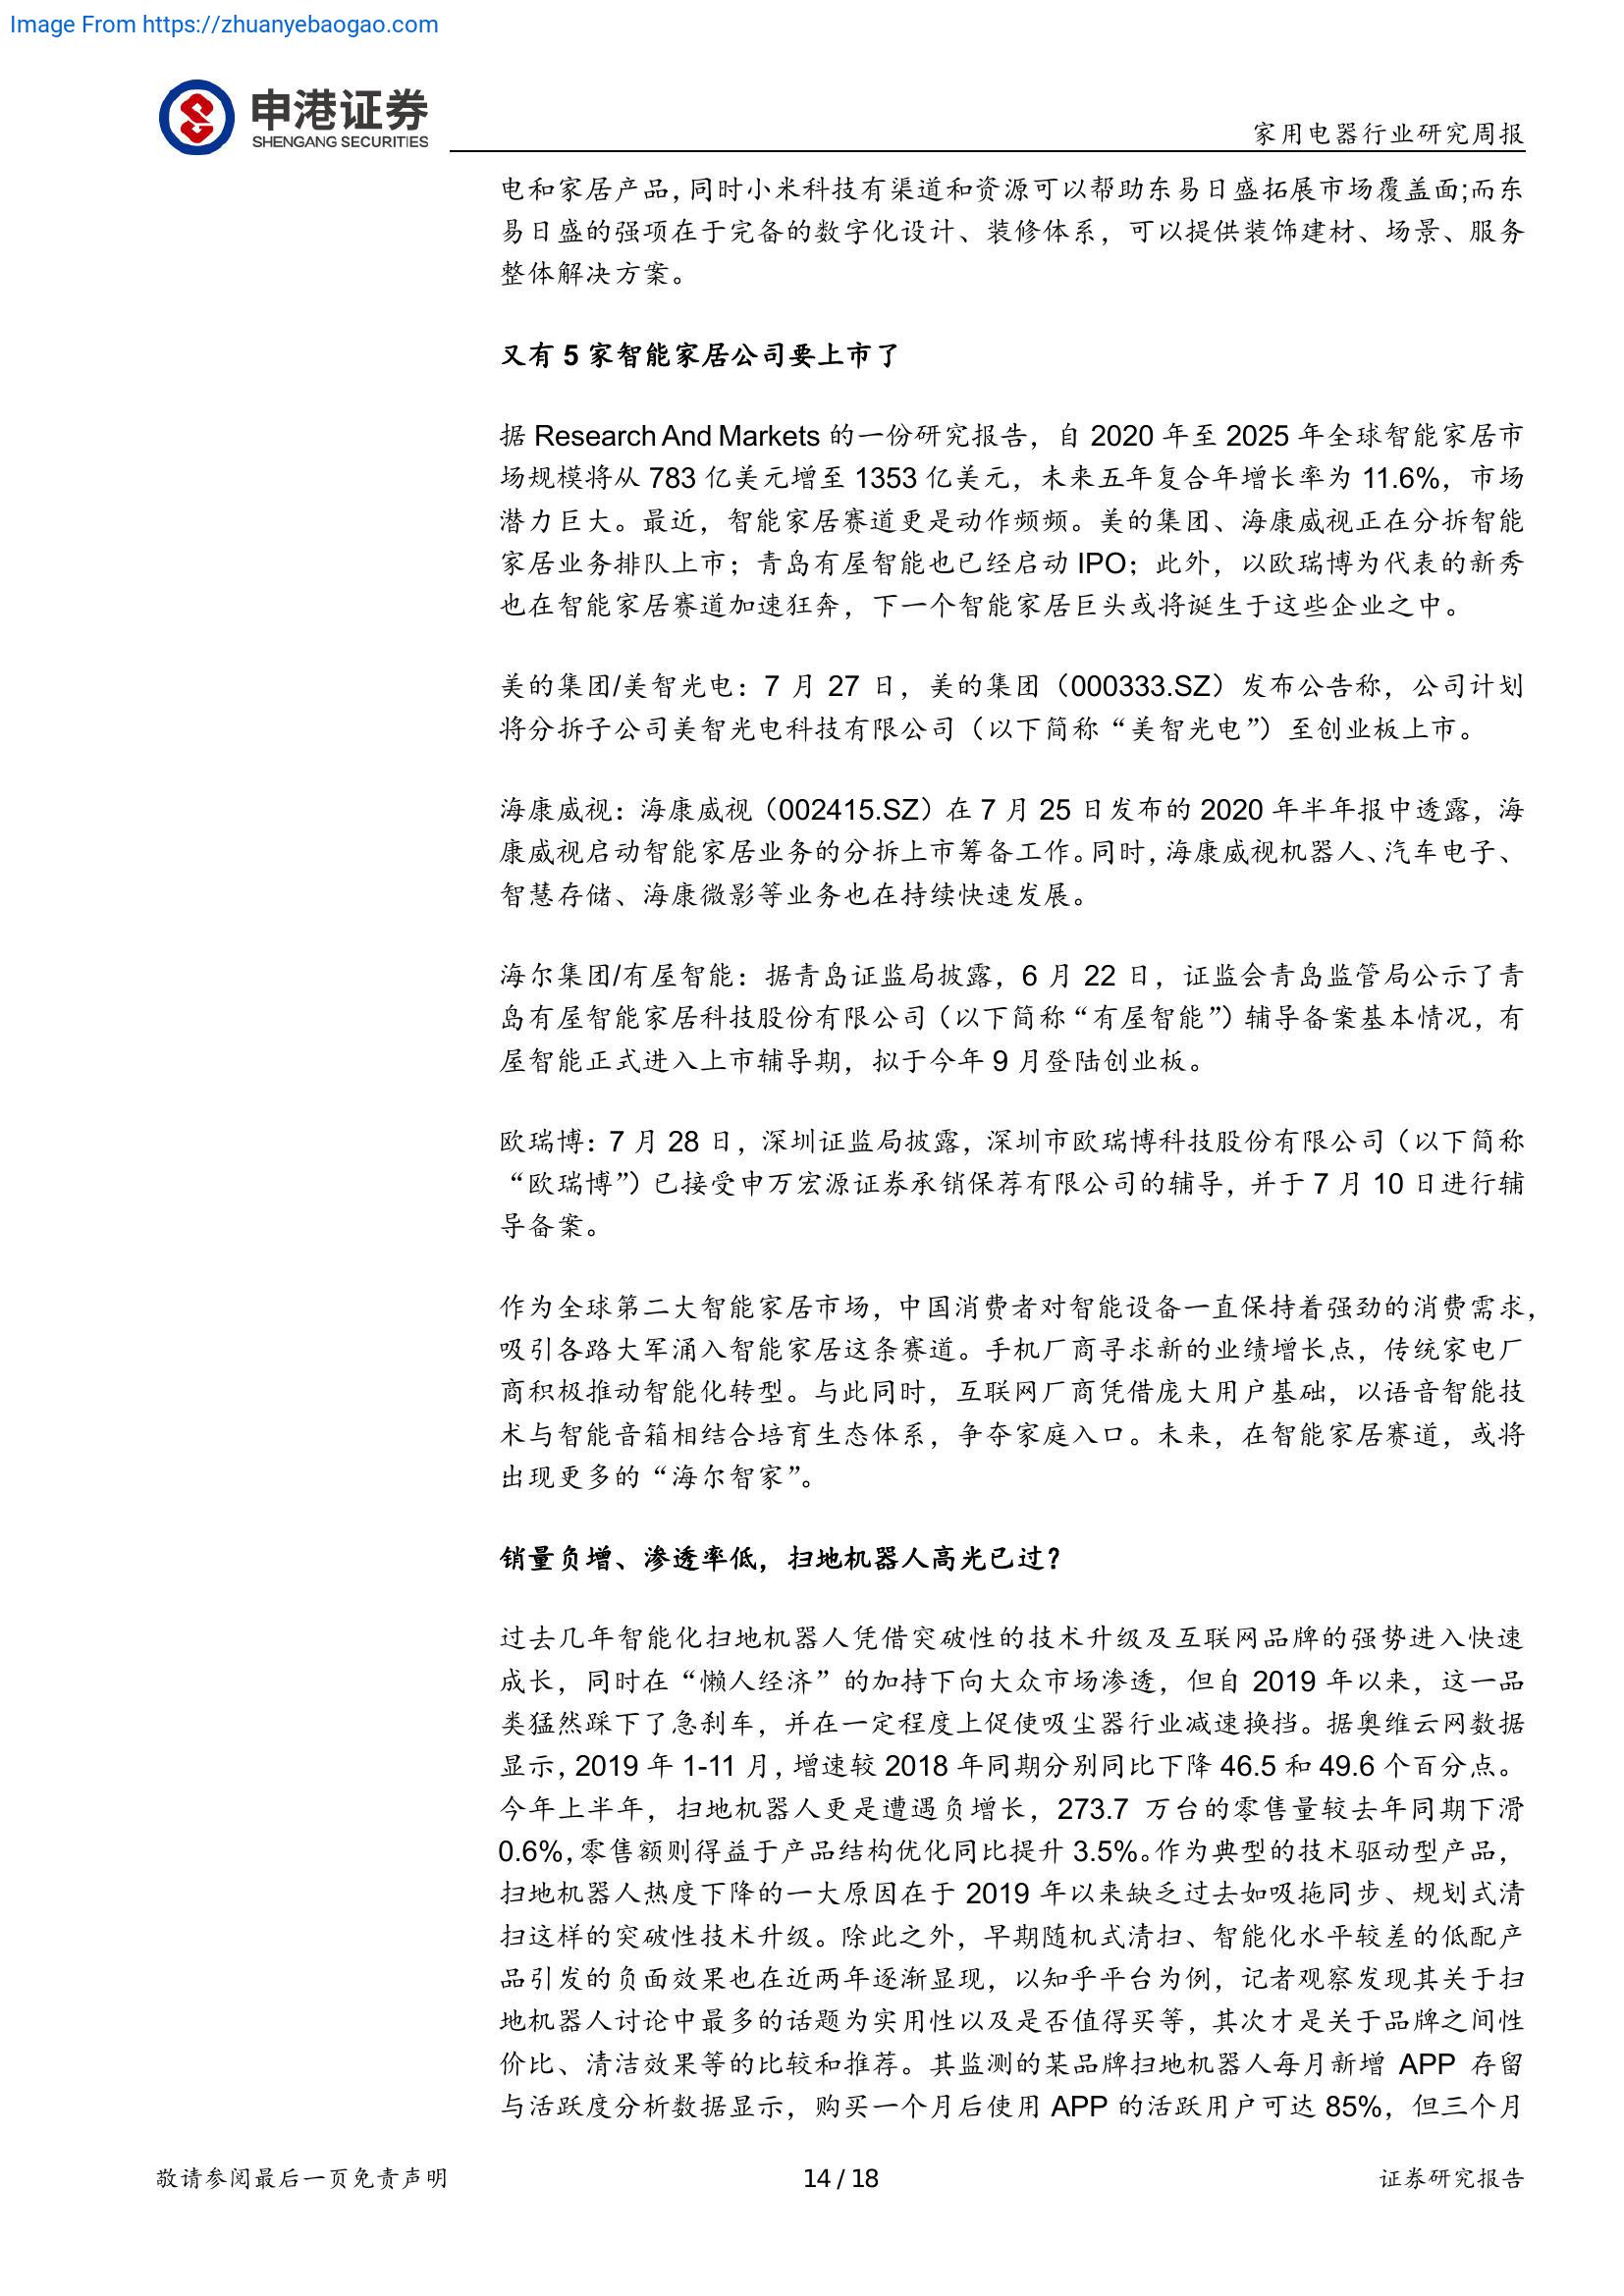 Image From https://zhuanyebaogao.com
申港证券
SHENGANG SECURITIES
家用电器行业研究周报
电和家居产品,同时小米科技有渠道和资源可以帮助东易日盛拓展市场覆盖面;而东
易日盛的强项在于完备的数字化设计、装修体系，可以提供装饰建材、场景、服务
整体解决方案。
又有 5 家智能家居公司要上市了
据 Research And Markets 的一份研究报告，自 2020 年至 2025 年全球智能家居市
场规模将从 783 亿美元增至 1353 亿美元，未来五年复合年增长率为 11.6%，市场
潜力巨大。最近，智能家居赛道更是动作频频。美的集团、海康威视正在分拆智能
家居业务排队上市；青岛有屋智能也已经启动 IPO；此外，以欧瑞博为代表的新秀
也在智能家居赛道加速狂奔，下一个智能家居巨头或将诞生于这些企业之中。
美的集团/美智光电：7 月 27 日，美的集团（000333.SZ）发布公告称，公司计划
将分拆子公司美智光电科技有限公司（以下简称“美智光电”）至创业板上市。
海康威视：海康威视（002415.SZ）在 7 月 25 日发布的 2020 年半年报中透露，海
康威视启动智能家居业务的分拆上市筹备工作。同时，海康威视机器人、汽车电子、
智慧存储、海康微影等业务也在持续快速发展。
海尔集团/有屋智能：据青岛证监局披露，6 月 22 日，证监会青岛监管局公示了青
岛有屋智能家居科技股份有限公司（以下简称“有屋智能”）辅导备案基本情况，有
屋智能正式进入上市辅导期，拟于今年 9 月登陆创业板。
欧瑞博：7 月 28 日，深圳证监局披露，深圳市欧瑞博科技股份有限公司（以下简称
“欧瑞博”）已接受申万宏源证券承销保荐有限公司的辅导，并于 7 月 10 日进行辅
导备案。
作为全球第二大智能家居市场，中国消费者对智能设备一直保持着强劲的消费需求，
吸引各路大军涌入智能家居这条赛道。手机厂商寻求新的业绩增长点，传统家电厂
商积极推动智能化转型。与此同时，互联网厂商凭借庞大用户基础，以语音智能技
术与智能音箱相结合培育生态体系，争夺家庭入口。未来，在智能家居赛道，或将
出现更多的“海尔智家”。
销量负增、渗透率低，扫地机器人高光已过？
过去几年智能化扫地机器人凭借突破性的技术升级及互联网品牌的强势进入快速
成长，同时在“懒人经济”的加持下向大众市场渗透，但自 2019 年以来，这一品
类猛然踩下了急刹车，并在一定程度上促使吸尘器行业减速换挡。据奥维云网数据
显示，2019 年 1-11 月，增速较 2018 年同期分别同比下降 46.5 和 49.6 个百分点。
今年上半年，扫地机器人更是遭遇负增长，273.7 万台的零售量较去年同期下滑
0.6%，零售额则得益于产品结构优化同比提升 3.5%。作为典型的技术驱动型产品，
扫地机器人热度下降的一大原因在于 2019 年以来缺乏过去如吸拖同步、规划式清
扫这样的突破性技术升级。除此之外，早期随机式清扫、智能化水平较差的低配产
品引发的负面效果也在近两年逐渐显现，以知乎平台为例，记者观察发现其关于扫
地机器人讨论中最多的话题为实用性以及是否值得买等，其次才是关于品牌之间性
价比、清洁效果等的比较和推荐。其监测的某品牌扫地机器人每月新增 APP 存留
与活跃度分析数据显示，购买一个月后使用 APP 的活跃用户可达 85%，但三个月
敬请参阅最后一页免责声明
14 / 18
证券研究报告